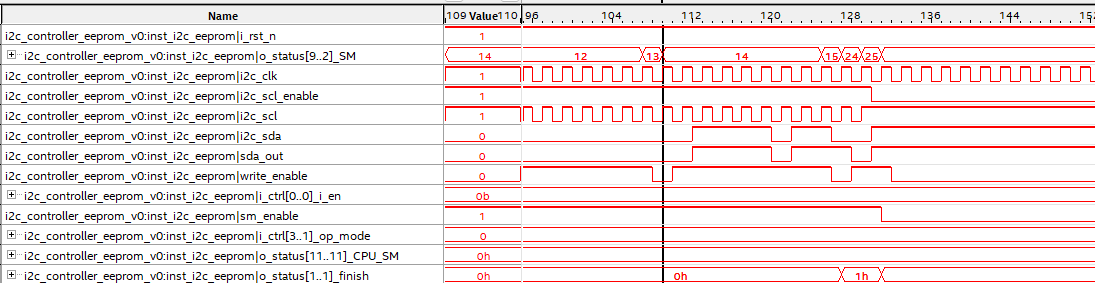 Name 109 Value 110 96 104 112 120 128 136 144 152
i2c_controller_eeprom_v0:inst_i2c_eeprom|i_rst_n 1
i2c_controller_eeprom_v0:inst_i2c_eeprom|o_status[9..2]_SM 14 12 13 14 15 24 25
i2c_controller_eeprom_v0:inst_i2c_eeprom|i2c_clk 1
i2c_controller_eeprom_v0:inst_i2c_eeprom|i2c_scl_enable 1
i2c_controller_eeprom_v0:inst_i2c_eeprom|i2c_scl 1
i2c_controller_eeprom_v0:inst_i2c_eeprom|i2c_sda 0
i2c_controller_eeprom_v0:inst_i2c_eeprom|sda_out 0
i2c_controller_eeprom_v0:inst_i2c_eeprom|write_enable 0
i2c_controller_eeprom_v0:inst_i2c_eeprom|i_ctrl[0..0]_i_en 0b
i2c_controller_eeprom_v0:inst_i2c_eeprom|sm_enable 1
i2c_controller_eeprom_v0:inst_i2c_eeprom|i_ctrl[3..1]_op_mode 0
i2c_controller_eeprom_v0:inst_i2c_eeprom|o_status[11..11]_CPU_SM 0h
i2c_controller_eeprom_v0:inst_i2c_eeprom|o_status[1..1]_finish 0h 0h 1h